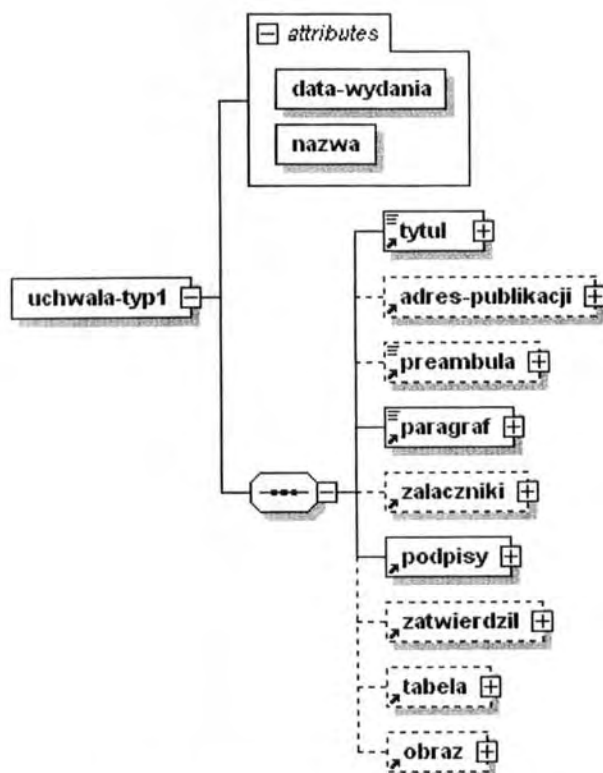 attributes
data-wydania
nazwa
tytul
adres-publikacji
uchwala-typ1
preambula
paragraf
zalaczniki
podpisy
zatwierdzil
tabela
obraz